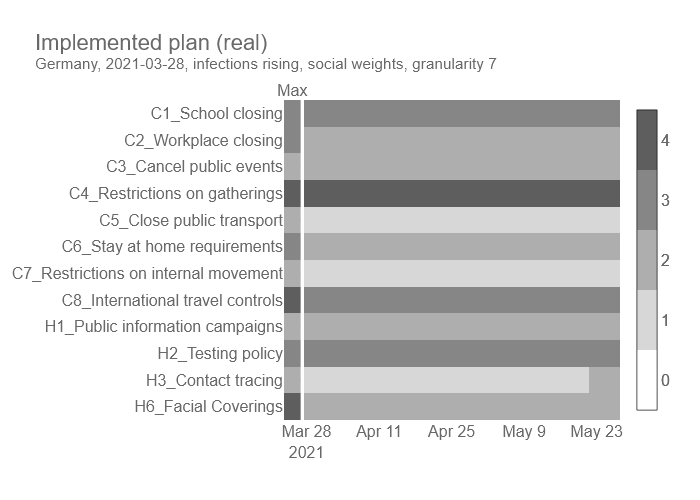 Implemented plan (real)
Germany, 2021-03-28, infections rising, social weights, granularity 7
Max
C1_School closing
C2_Workplace closing
C3_Cancel public events
C4_Restrictions on gatherings
C5_Close public transport
C6_Stay at home requirements
C7_Restrictions on internal movement
C8_International travel controls
H1_Public information campaigns
H2_Testing policy
H3_Contact tracing
H6_Facial Coverings
4
3
2
1
0
Mar 28 Apr 11 Apr 25 May 9 May 23
2021